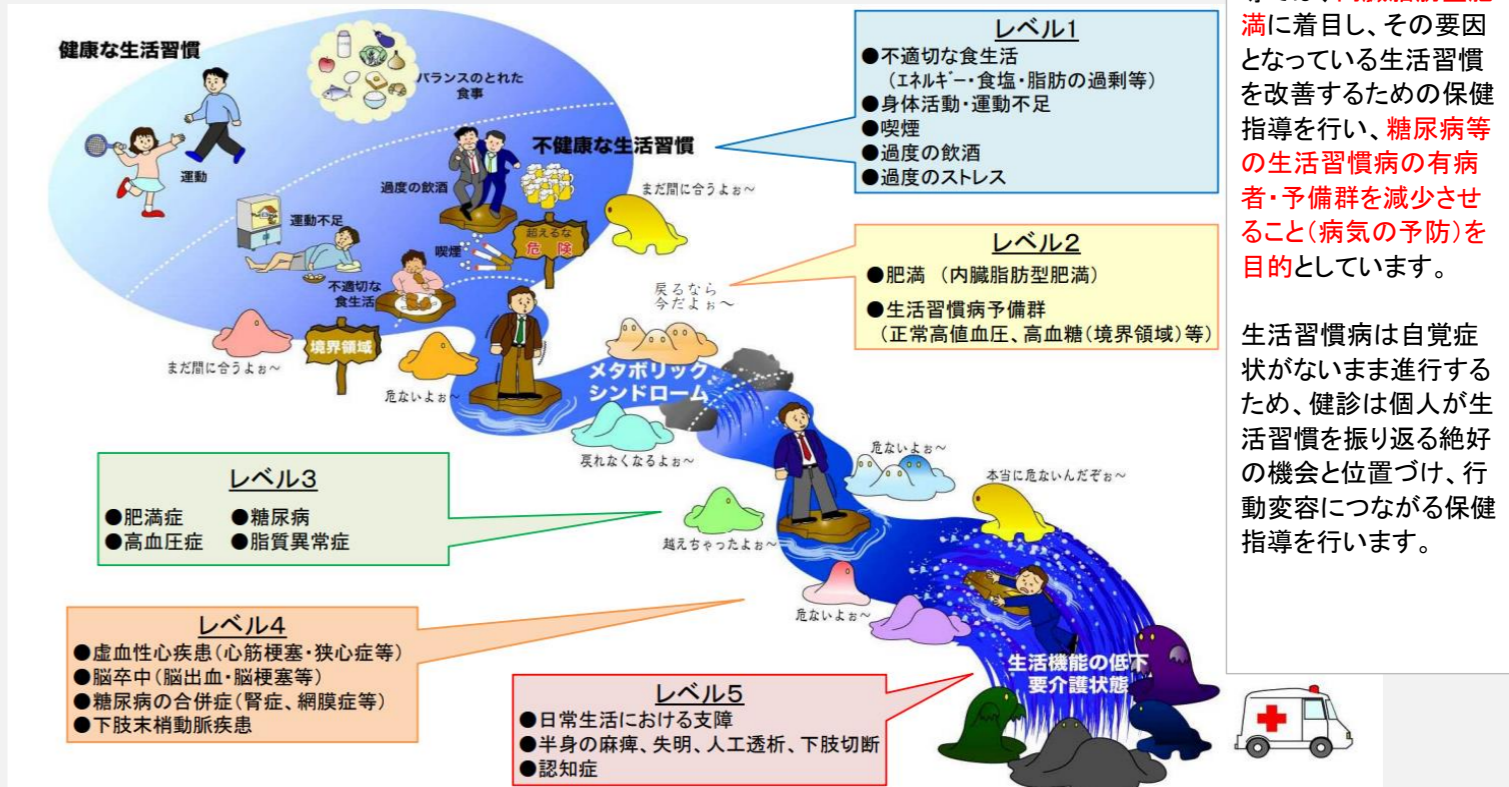 健康な生活習慣
バランスのとれた
食事
運動
不健康な生活習慣
過度の飲酒
まだ間に合うよぉ～
運動不足
喫煙
超えるな
危険
不適切な
食生活
戻るなら
今だよぉ～
境界領域
まだ間に合うよぉ～
危ないよぉ～
メタボリック
シンドローム
戻れなくなるよぉ～
危ないよぉ～
本当に危ないんだぞぉ～
越えちゃったよぉ～
危ないよぉ～
生活機能の低下
要介護状態
レベル1
●不適切な食生活
（エネルギー・食塩・脂肪の過剰等）
●身体活動・運動不足
●喫煙
●過度の飲酒
●過度のストレス
レベル2
●肥満　（内臓脂肪型肥満）
●生活習慣病予備群
（正常高値血圧、高血糖（境界領域）等）
レベル3
●肥満症　●糖尿病
●高血圧症　●脂質異常症
レベル4
●虚血性心疾患（心筋梗塞・狭心症等）
●脳卒中（脳出血・脳梗塞等）
●糖尿病の合併症（腎症、網膜症等）
●下肢末梢動脈疾患
レベル5
●日常生活における支障
●半身の麻痺、失明、人工透析、下肢切断
●認知症
満に着目し、その要因
となっている生活習慣
を改善するための保健
指導を行い、糖尿病等
の生活習慣病の有病
者・予備群を減少させ
ること（病気の予防）を
目的としています。
生活習慣病は自覚症
状がないまま進行する
ため、健診は個人が生
活習慣を振り返る絶好
の機会と位置づけ、行
動変容につながる保健
指導を行います。